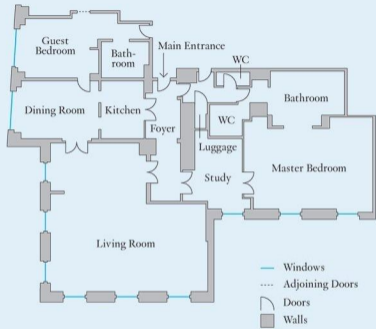 Guest
Bedroom
Bath-
room
Main Entrance
WC
Dining Room
Kitchen
Foyer
WC
Bathroom
Luggage
Study
Master Bedroom
Living Room
Windows
Adjoining Doors
Doors
Walls